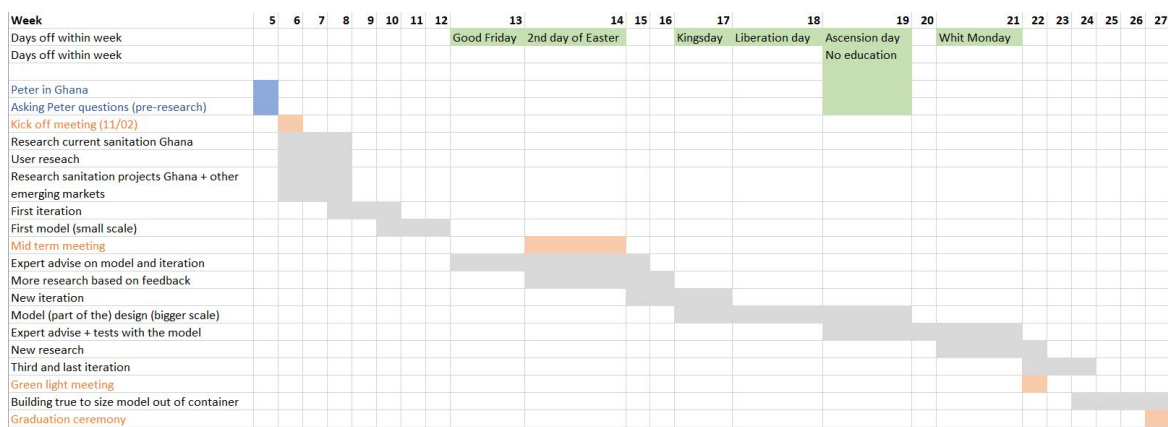 Week 5 6 7 8 9 10 11 12 13 14 15 16 17 18 19 20 21 22 23 24 25 26 27
Days off within week Good Friday 2nd day of Easter Kingsday Liberation day Ascension day Whit Monday
Days off within week No education
Peter in Ghana
Asking Peter questions (pre-research)
Kick off meeting (11/02)
Research current sanitation Ghana
User reseach
Research sanitation projects Ghana + other
emerging markets
First iteration
First model (small scale)
Mid term meeting
Expert advise on model and iteration
More research based on feedback
New iteration
Model (part of the) design (bigger scale)
Expert advise + tests with the model
New research
Third and last iteration
Green light meeting
Building true to size model out of container
Graduation ceremony